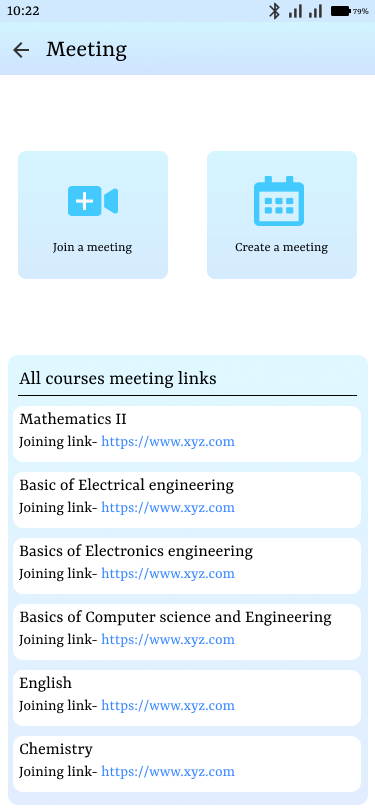 10:22
79%
Meeting
Join a meeting
Create a meeting
All courses meeting links
Mathematics II
Joining link- https://www.xyz.com
Basic of Electrical engineering
Joining link- https://www.xyz.com
Basics of Electronics engineering
Joining link- https://www.xyz.com
Basics of Computer science and Engineering
Joining link- https://www.xyz.com
English
Joining link- https://www.xyz.com
Chemistry
Joining link- https://www.xyz.com